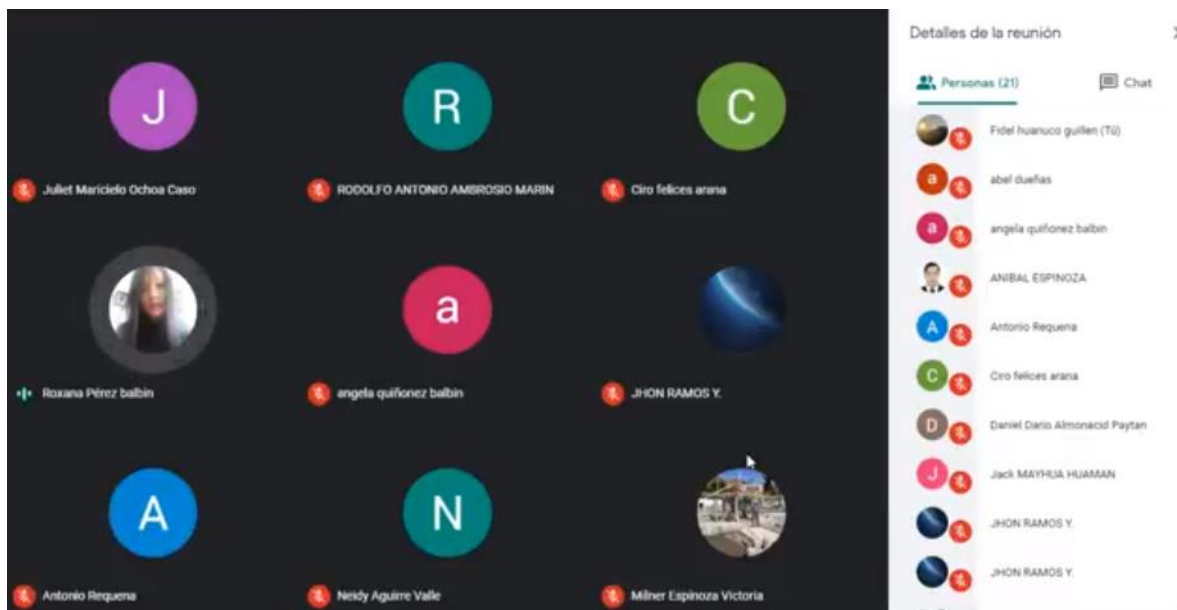 J
R
C
Juliet Maricielo Ochoa Caso
RODOLFO ANTONIO AMBROSIO MARIN
Ciro felices arana
a
Roxana Pérez balbin
angela quiñonez balbin
JHON RAMOS Y.
A
N
Antonio Requena
Neidy Aguirre Valle
Milner Espinoza Victoria
Detalles de la reunión
Personas (21)
Chat
Fidel huanuco guillen (Tú)
a
abel dueñas
a
angela quiñonez balbin
ANIBAL ESPINOZA
A
Antonio Requena
C
Ciro felices arana
D
Daniel Dario Almonacid Paytan
J
Jack MAYHUA HUAMAN
JHON RAMOS Y.
JHON RAMOS Y.